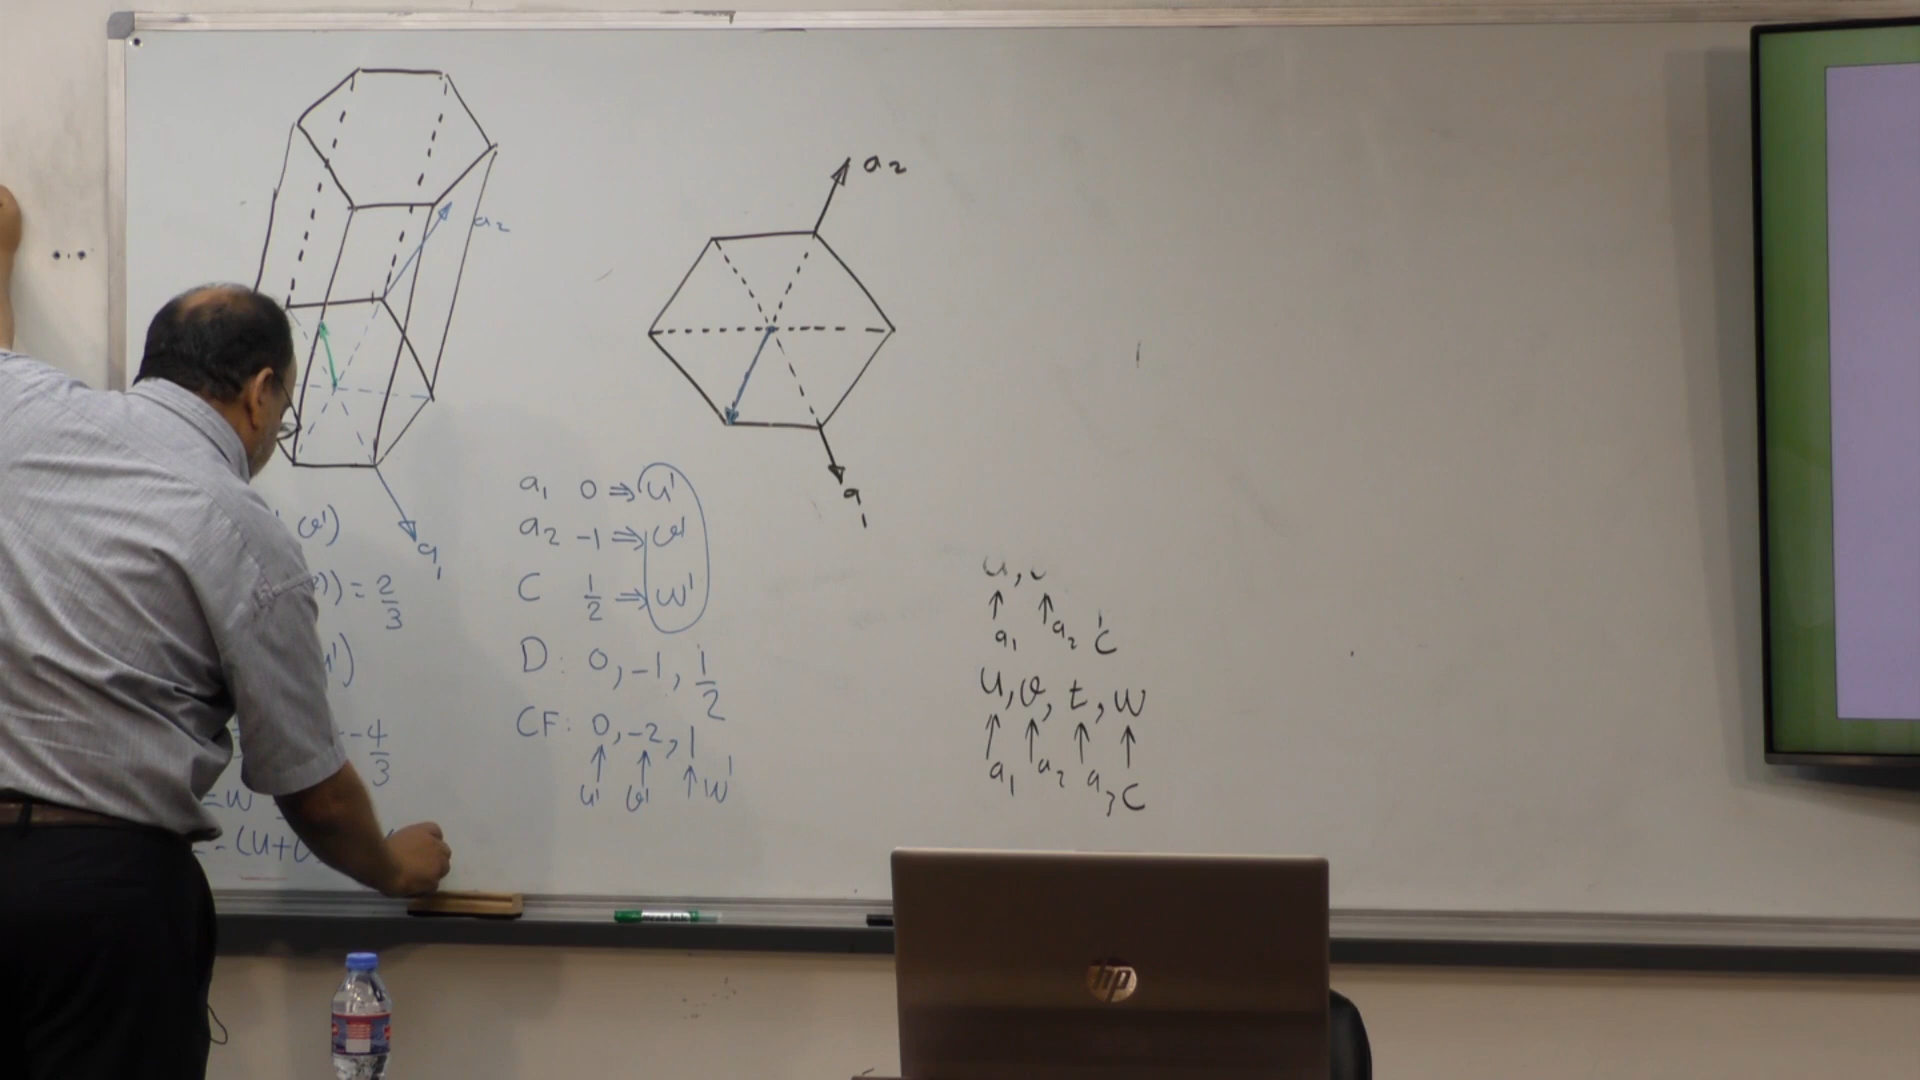 a2
a1
a2
a1
v')
)) = 2/3
u')
- 4/3
= w
= - (u+
a1 0 ⇒ u'
a2 -1 ⇒ v'
C 1/2 ⇒ w'
D: 0, -1, 1/2
CF: 0, -2, 1
↑ ↑ ↑
u' v' w'
↑ ↑
a1 a2 c
u, v, t, w
↑ ↑ ↑ ↑
a1 a2 a3 c
hp